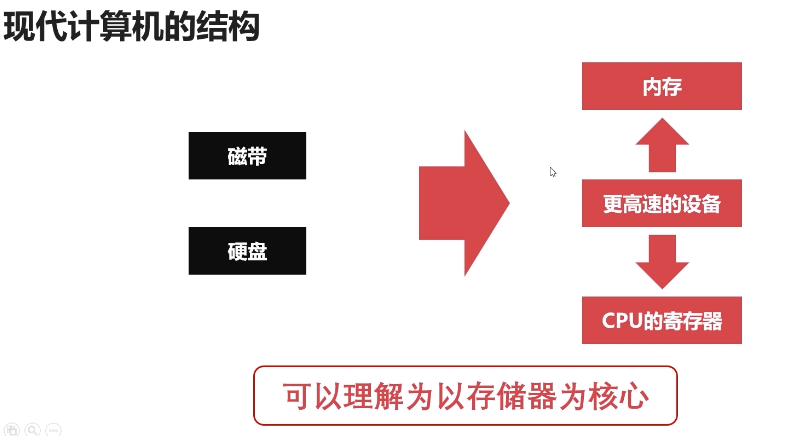 现代计算机的结构
内存
磁带
更高速的设备
硬盘
CPU的寄存器
可以理解为以存储器为核心